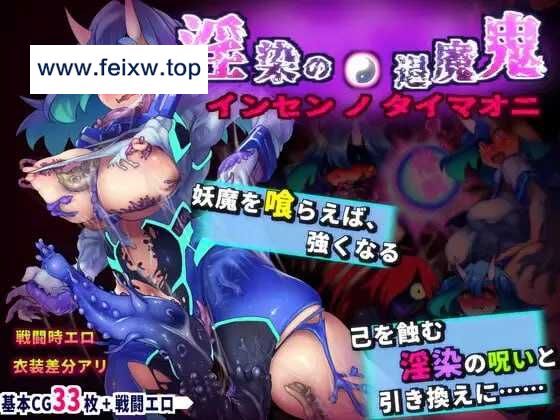 www.feixw.top
淫染の退魔鬼
インセンノタイマオニ
妖魔を喰らえば、
強くなる
戦闘時エロ
衣装差分アリ
己を蝕む
淫染の呪いと
引き換えに……
基本CG33枚+戦闘エロ